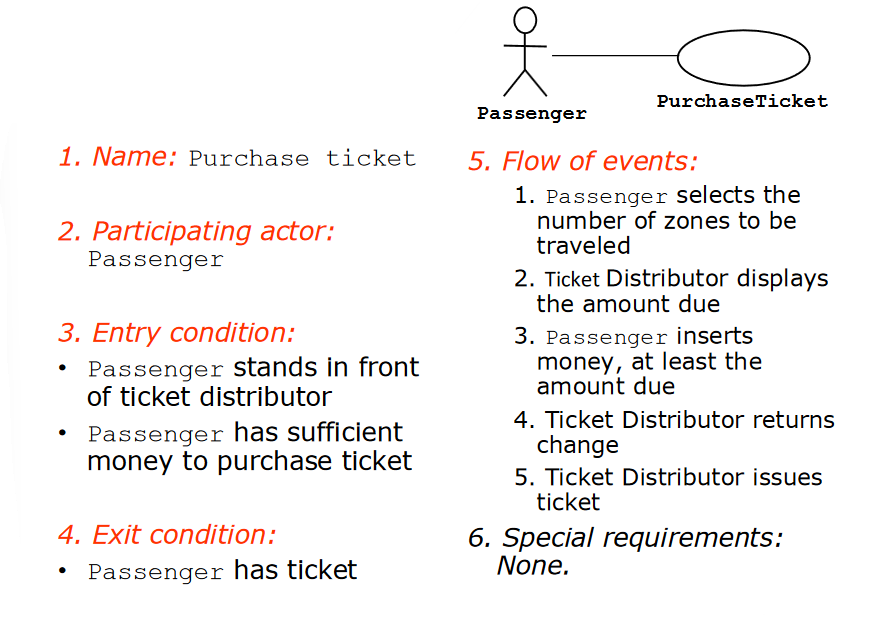 Passenger
PurchaseTicket
1. Name: Purchase ticket
2. Participating actor:
Passenger
3. Entry condition:
• Passenger stands in front
of ticket distributor
• Passenger has sufficient
money to purchase ticket
4. Exit condition:
• Passenger has ticket
5. Flow of events:
1. Passenger selects the
number of zones to be
traveled
2. Ticket Distributor displays
the amount due
3. Passenger inserts
money, at least the
amount due
4. Ticket Distributor returns
change
5. Ticket Distributor issues
ticket
6. Special requirements:
None.